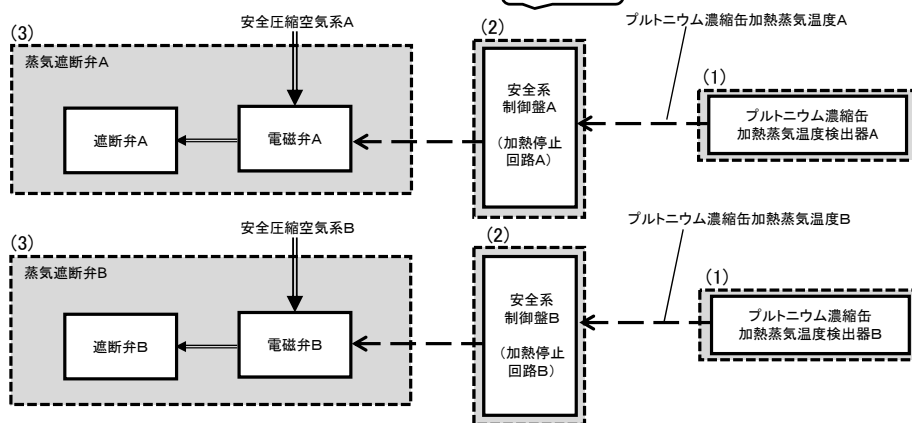 安全圧縮空気系A
プルトニウム濃縮缶加熱蒸気温度A
(3)
(2)
(1)
蒸気遮断弁A
遮断弁A
電磁弁A
安全系
制御盤A
(加熱停止
回路A)
プルトニウム濃縮缶
加熱蒸気温度検出器A
安全圧縮空気系B
プルトニウム濃縮缶加熱蒸気温度B
(3)
(2)
(1)
蒸気遮断弁B
遮断弁B
電磁弁B
安全系
制御盤B
(加熱停止
回路B)
プルトニウム濃縮缶
加熱蒸気温度検出器B